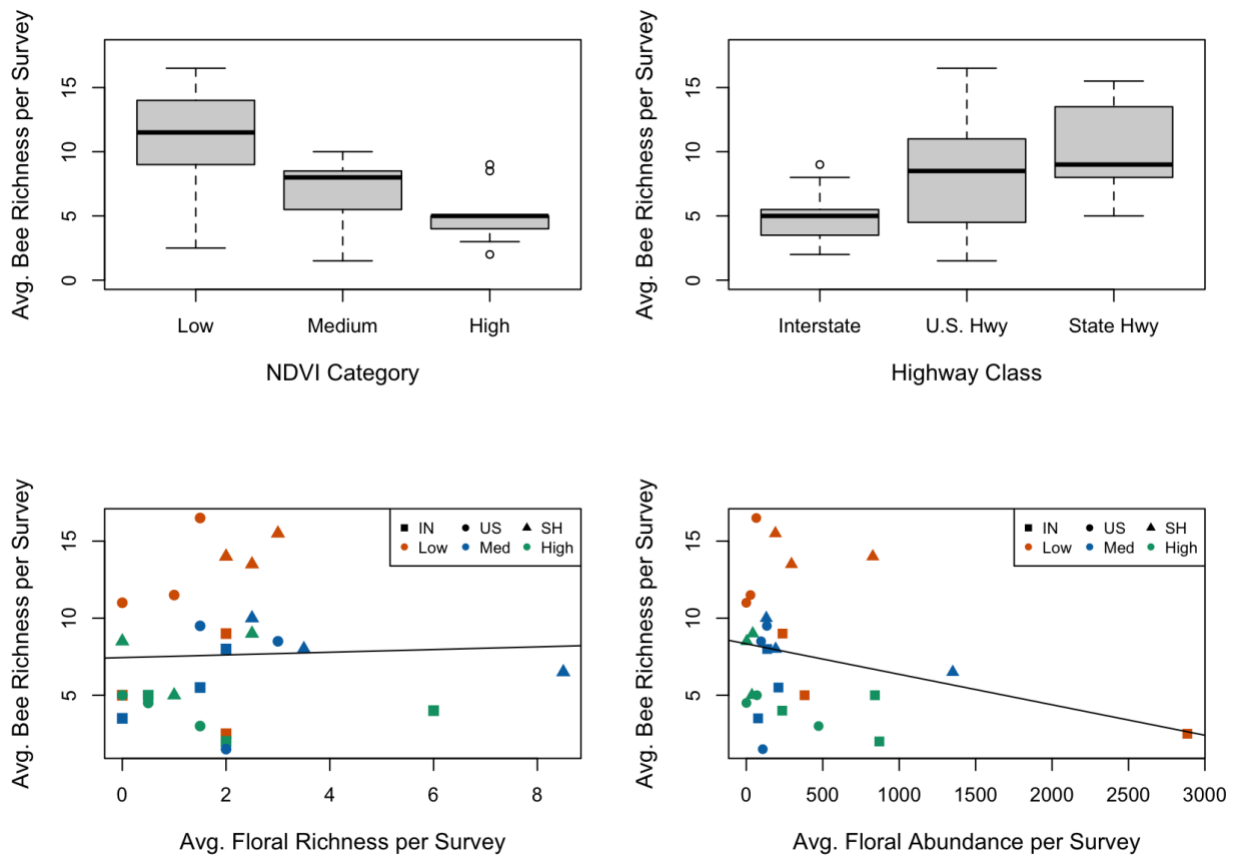 Avg. Bee Richness per Survey
15
10
5
0
Low Medium High
NDVI Category
Avg. Bee Richness per Survey
15
10
5
0
Interstate U.S. Hwy State Hwy
Highway Class
Avg. Bee Richness per Survey
15
10
5
IN US SH
Low Med High
0 2 4 6 8
Avg. Floral Richness per Survey
Avg. Bee Richness per Survey
15
10
5
IN US SH
Low Med High
0 500 1000 1500 2000 2500 3000
Avg. Floral Abundance per Survey